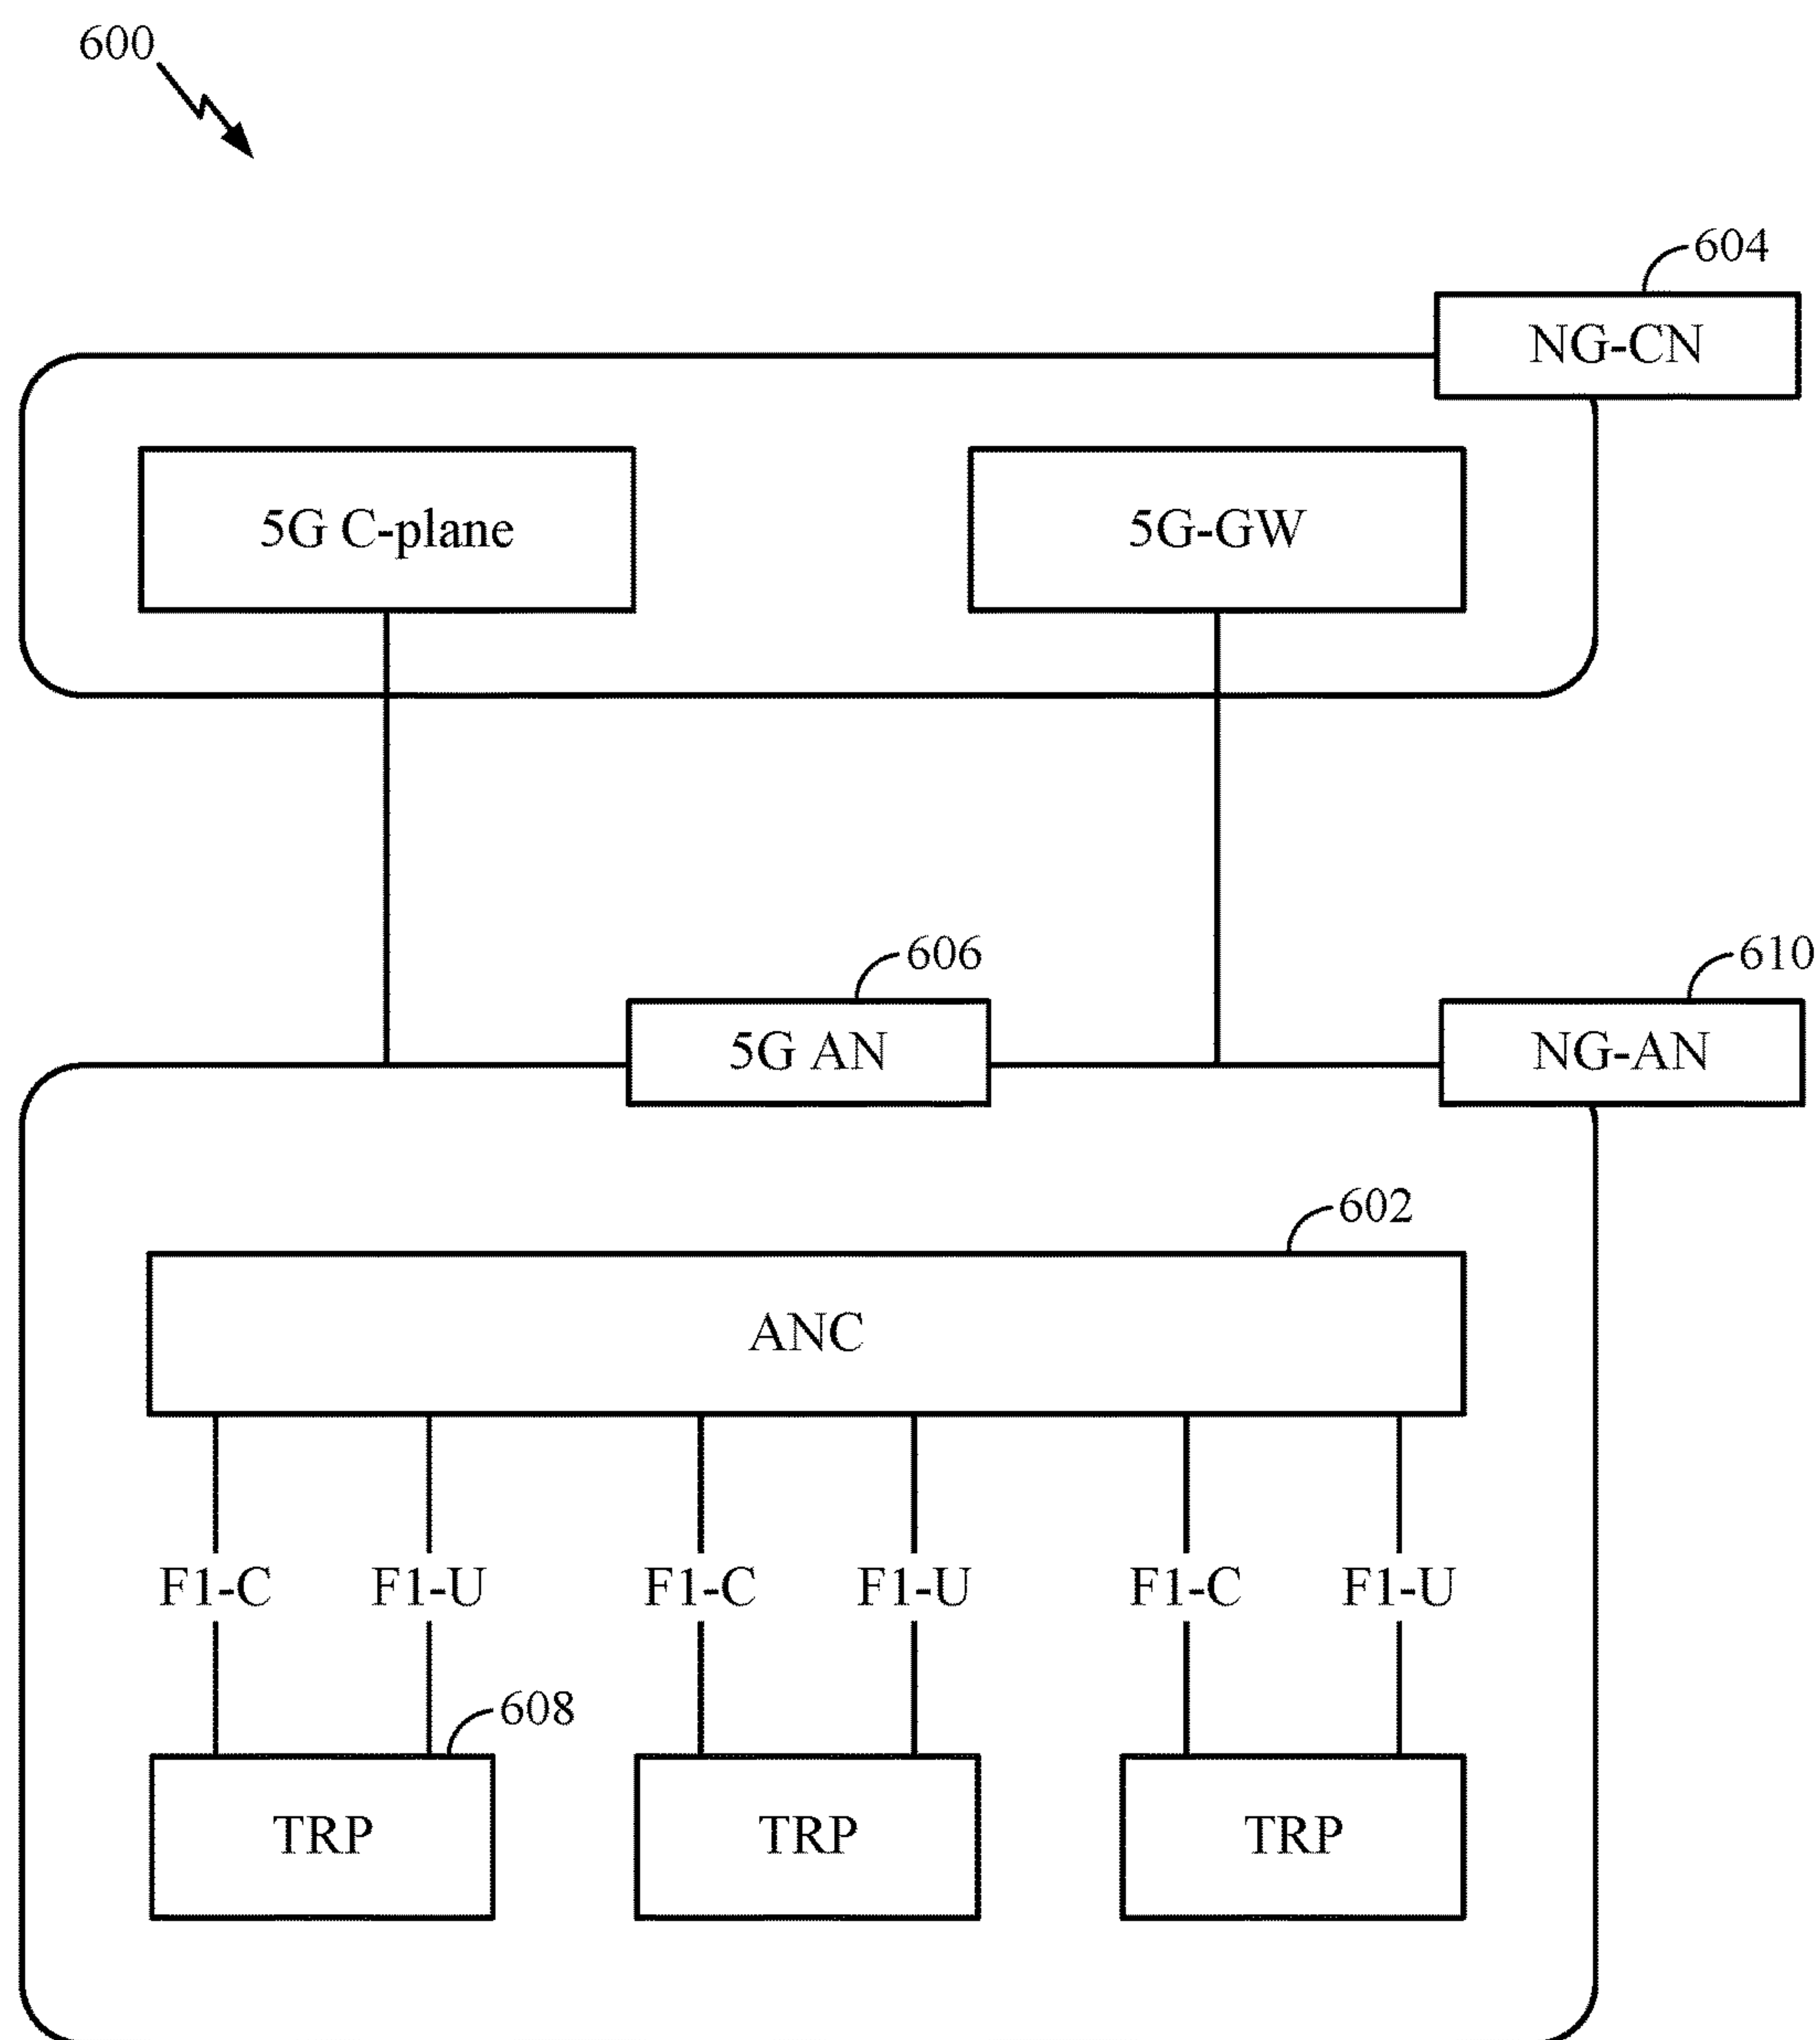 600
604
NG-CN
5G C-plane
5G-GW
606
610
5G AN
NG-AN
602
ANC
F1-C
F1-U
F1-C
F1-U
F1-C
F1-U
608
TRP
TRP
TRP